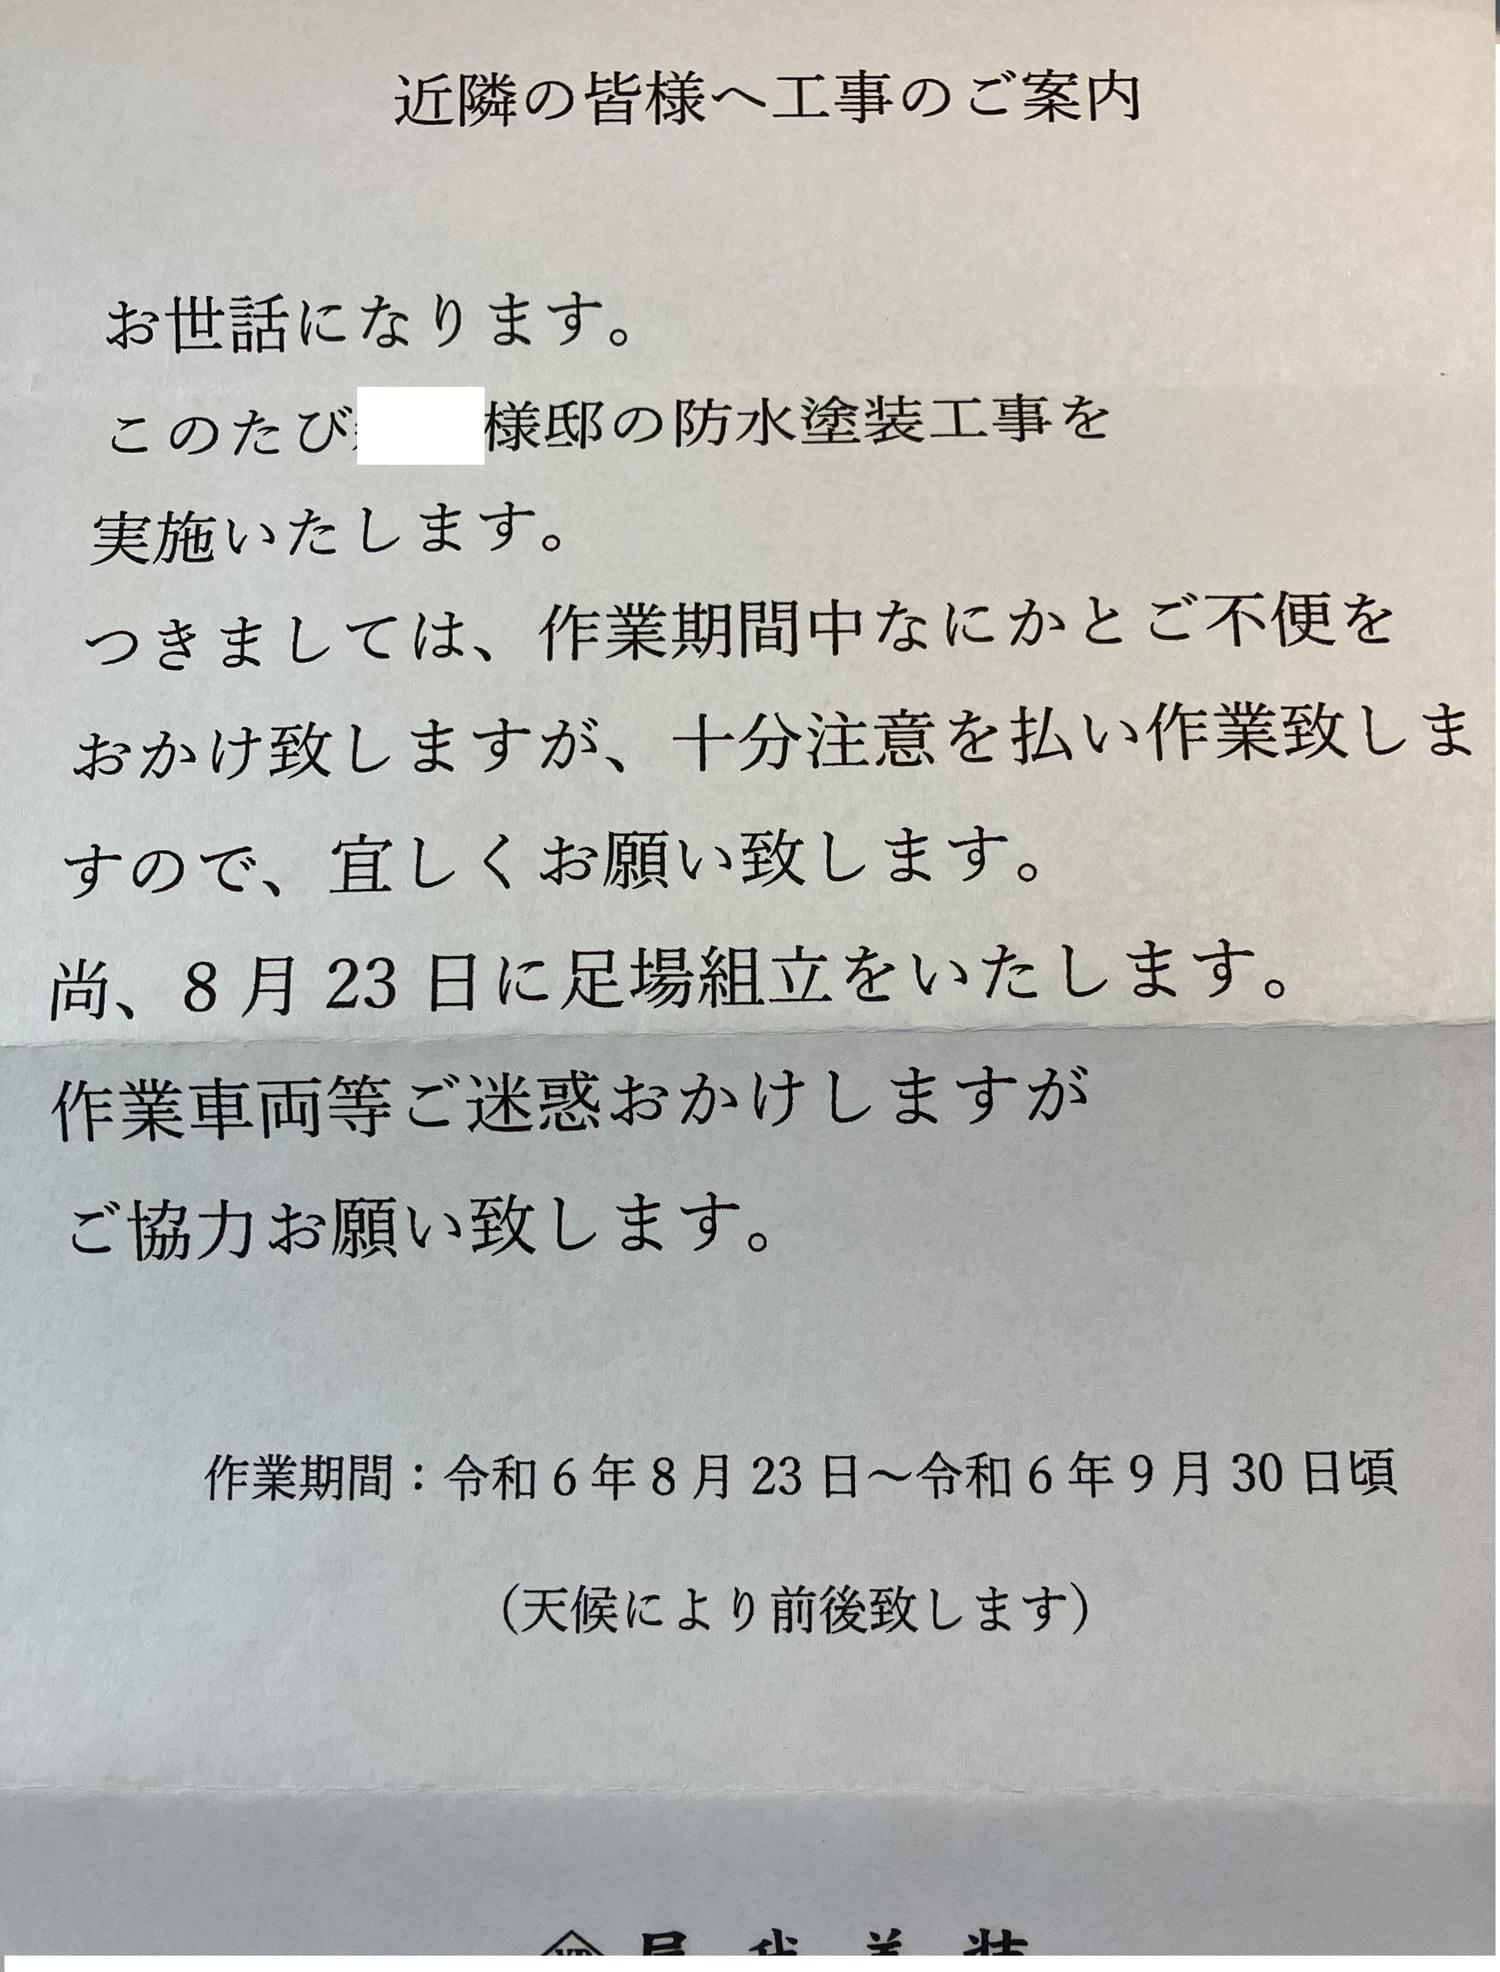 近隣の皆様へ工事のご案内
お世話になります。
このたび 様邸の防水塗装工事を
実施いたします。
つきましては、作業期間中なにかとご不便を
おかけ致しますが、十分注意を払い作業致しま
すので、宜しくお願い致します。
尚、8月23日に足場組立をいたします。
作業車両等ご迷惑おかけしますが
ご協力お願い致します。
作業期間：令和6年8月23日～令和6年9月30日頃
（天候により前後致します）